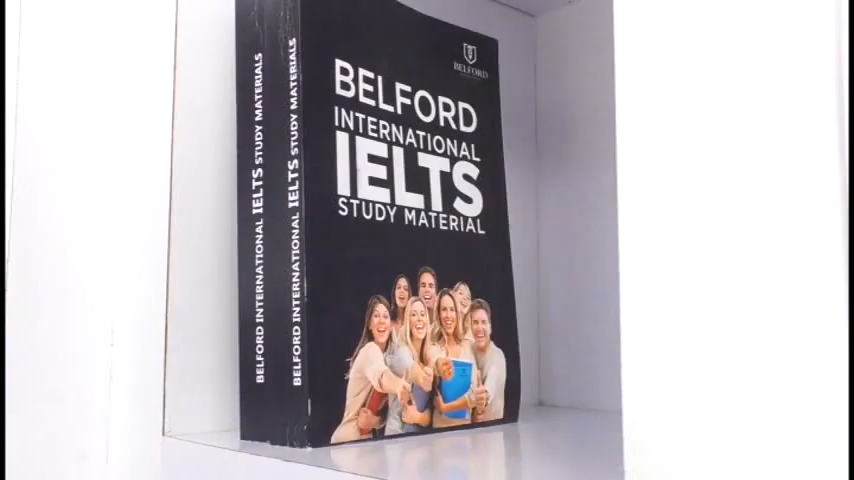 BELFORD INTERNATIONAL IELTS STUDY MATERIALS
BELFORD INTERNATIONAL IELTS STUDY MATERIALS
BELFORD
BELFORD
INTERNATIONAL
IELTS
STUDY MATERIAL